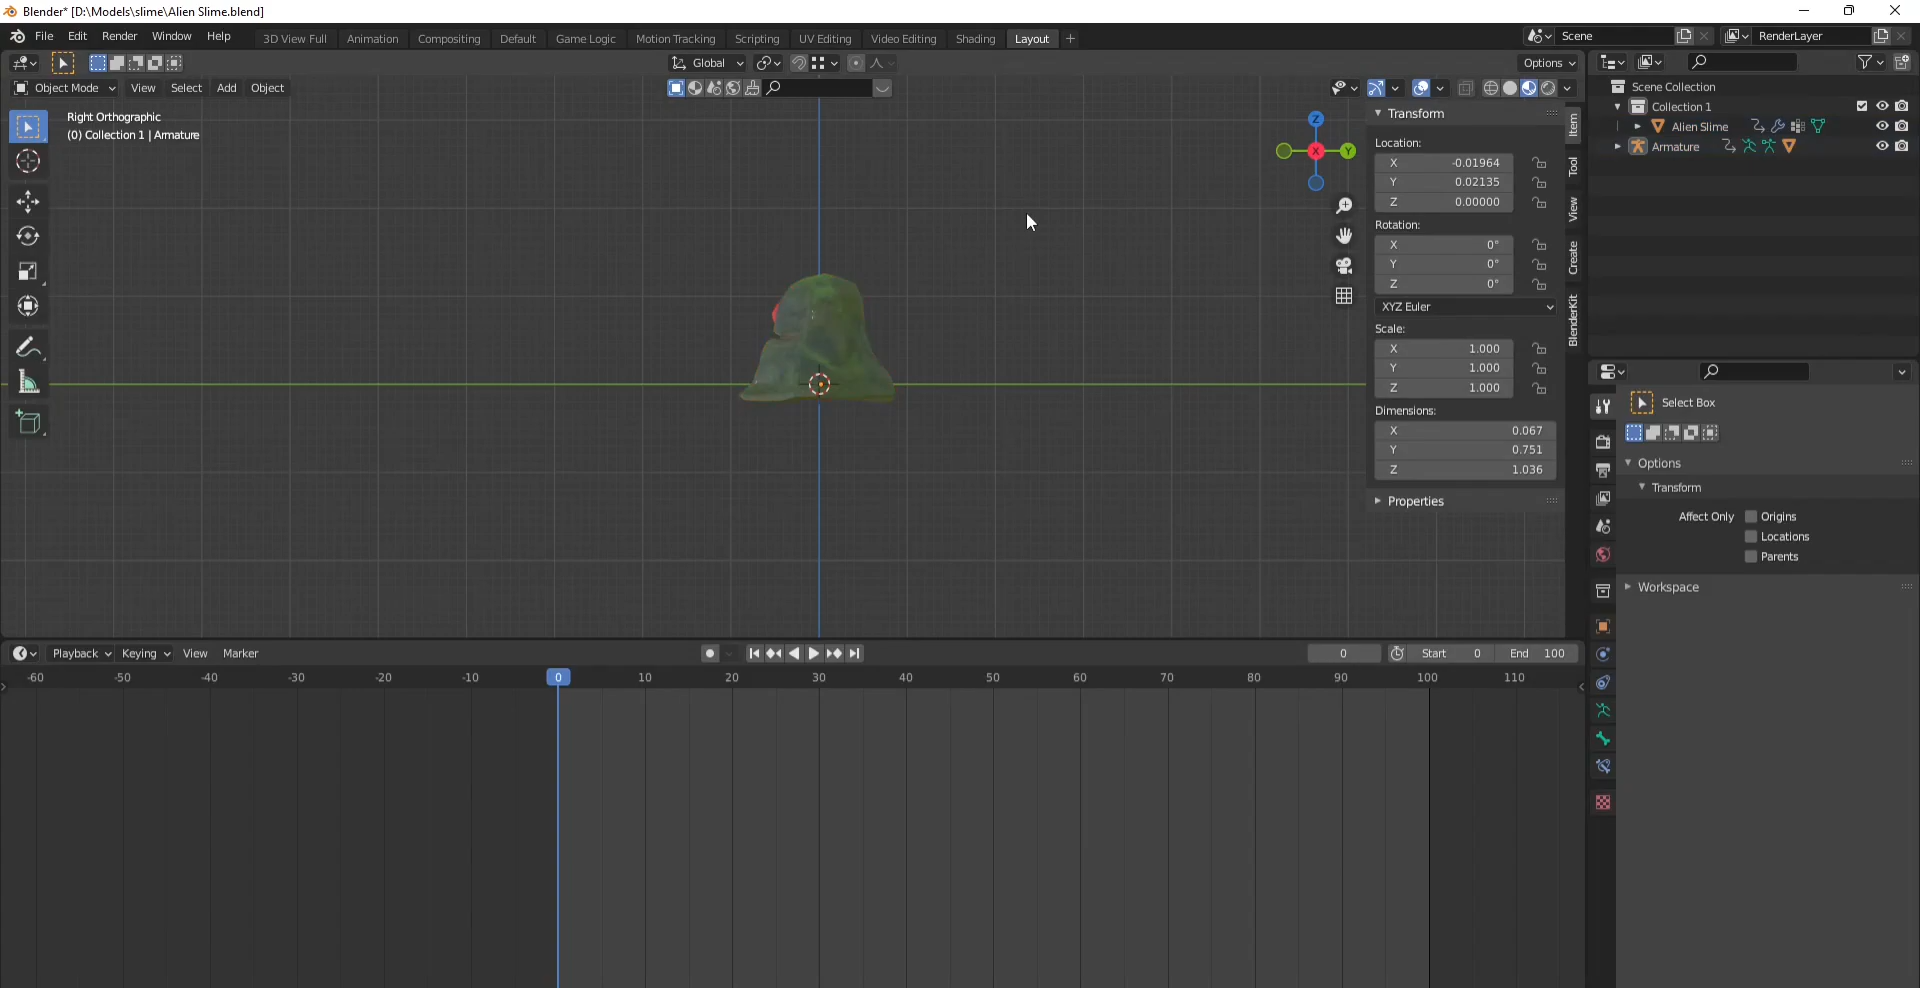 Blender* [D:\Models\slime\Alien Slime.blend]
File Edit Render Window Help 3D View Full Animation Compositing Default Game Logic Motion Tracking Scripting UV Editing Video Editing Shading Layout + Scene RenderLayer
Global Options
Object Mode View Select Add Object
Right Orthographic
(0) Collection 1 | Armature
Z
X
Y
Transform
Location:
X -0.01964
Y 0.02135
Z 0.00000
Rotation:
X 0°
Y 0°
Z 0°
XYZ Euler
Scale:
X 1.000
Y 1.000
Z 1.000
Dimensions:
X 0.067
Y 0.751
Z 1.036
Properties
Item
Tool
View
Create
BlenderKit
Scene Collection
Collection 1
Alien Slime
Armature
Select Box
Options
Transform
Affect Only Origins
Locations
Parents
Workspace
Playback Keying View Marker 0 Start 0 End 100
-60 -50 -40 -30 -20 -10 0 10 20 30 40 50 60 70 80 90 100 110